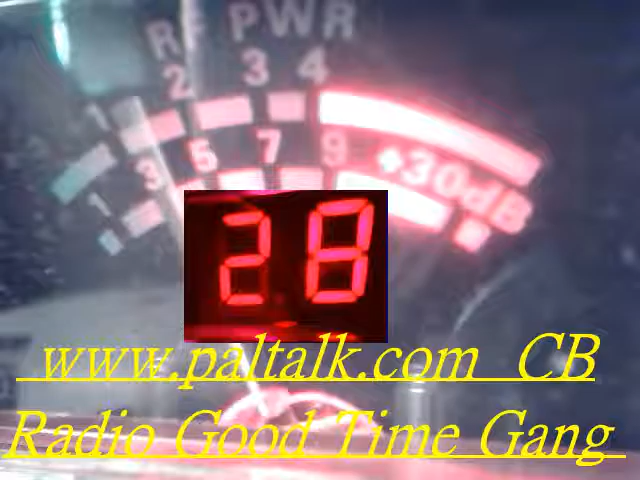 RF PWR
1 2 3 4
1 3 5 7 9 +30dB
28
www.paltalk.com CB
Radio Good Time Gang